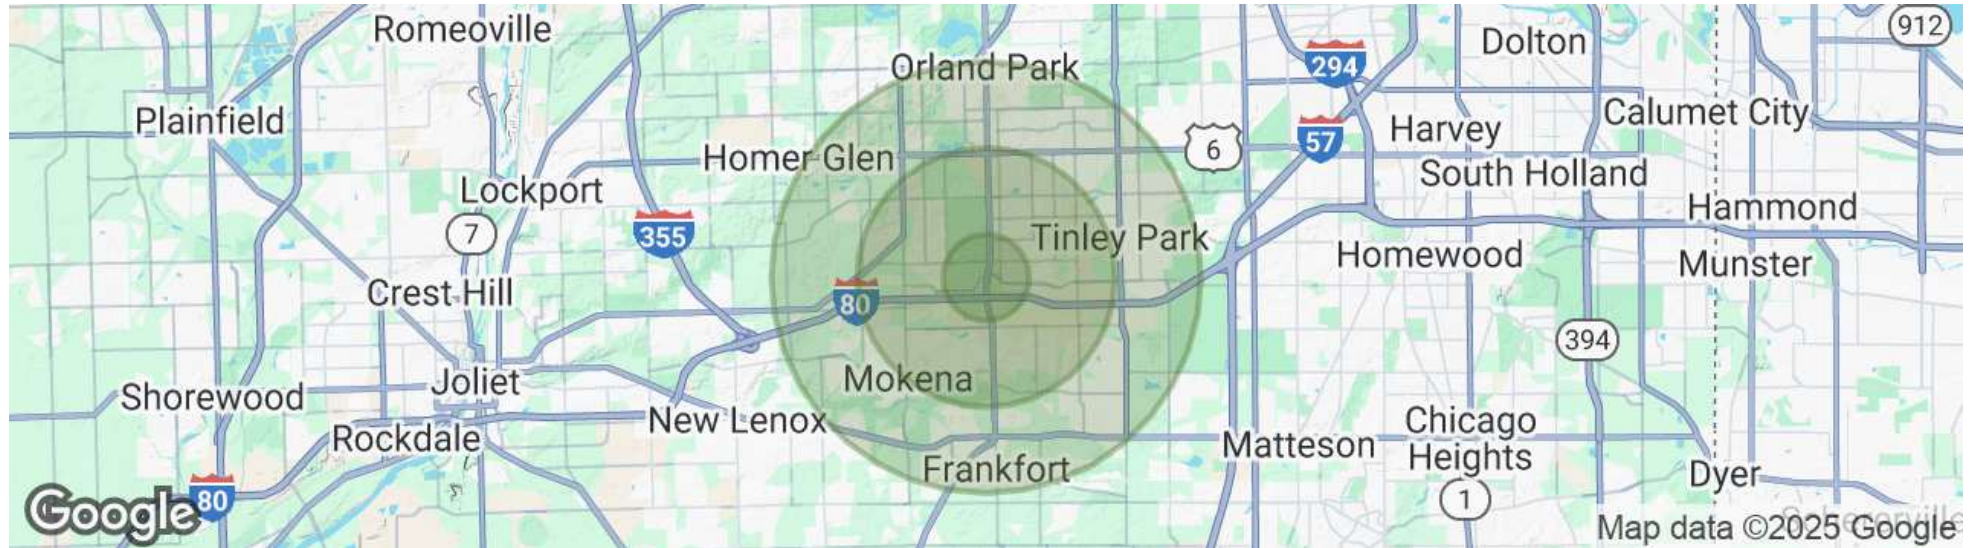 Romeoville
Orland Park
Dolton
912
294
Plainfield
Calumet City
57
Harvey
6
Homer Glen
South Holland
Lockport
Hammond
7
355
Tinley Park
Homewood
Munster
Crest Hill
80
394
Joliet
Mokena
Shorewood
New Lenox
Chicago
Heights
Rockdale
Matteson
Frankfort
Dyer
80
1
Google
Schererville
Map data ©2025 Google